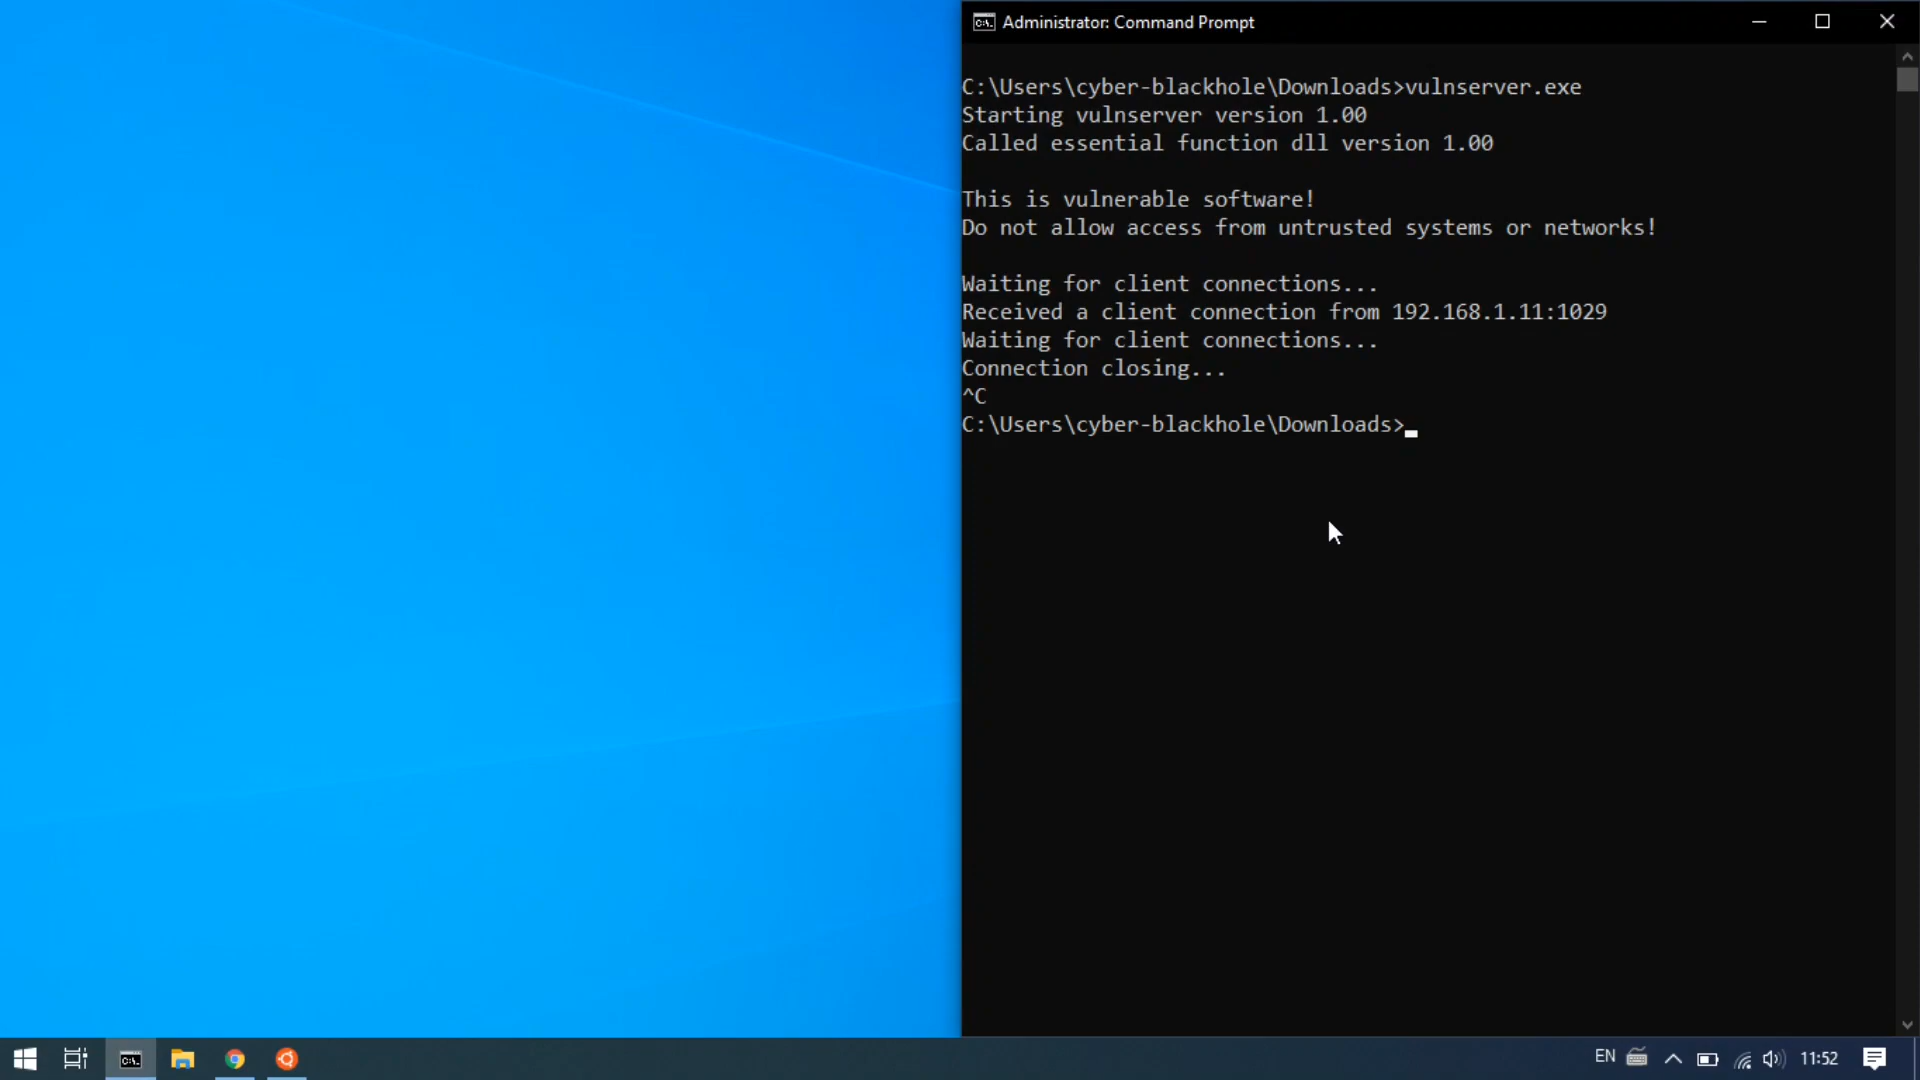 Administrator: Command Prompt
C:\Users\cyber-blackhole\Downloads>vulnserver.exe
Starting vulnserver version 1.00
Called essential function dll version 1.00
This is vulnerable software!
Do not allow access from untrusted systems or networks!
Waiting for client connections...
Received a client connection from 192.168.1.11:1029
Waiting for client connections...
Connection closing...
^C
C:\Users\cyber-blackhole\Downloads>
EN
11:52